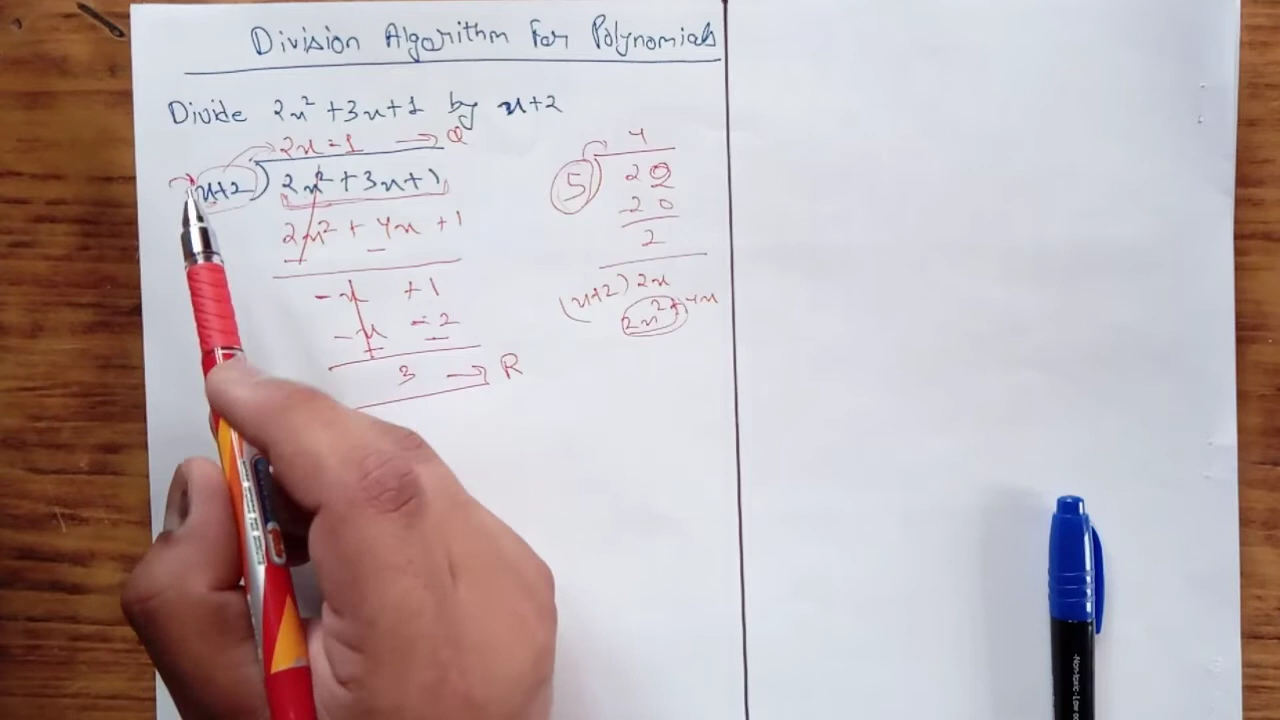 Division Algorithm For Polynomials
Divide 2x² + 3x + 1 by x+2
2x - 1 → Q
x+2 ) 2x² + 3x + 1
2x² + 4x + 1
- x + 1
- x - 2
3 → R
4
5 ) 22
20
2
(x+2) 2x
2x² + 4x